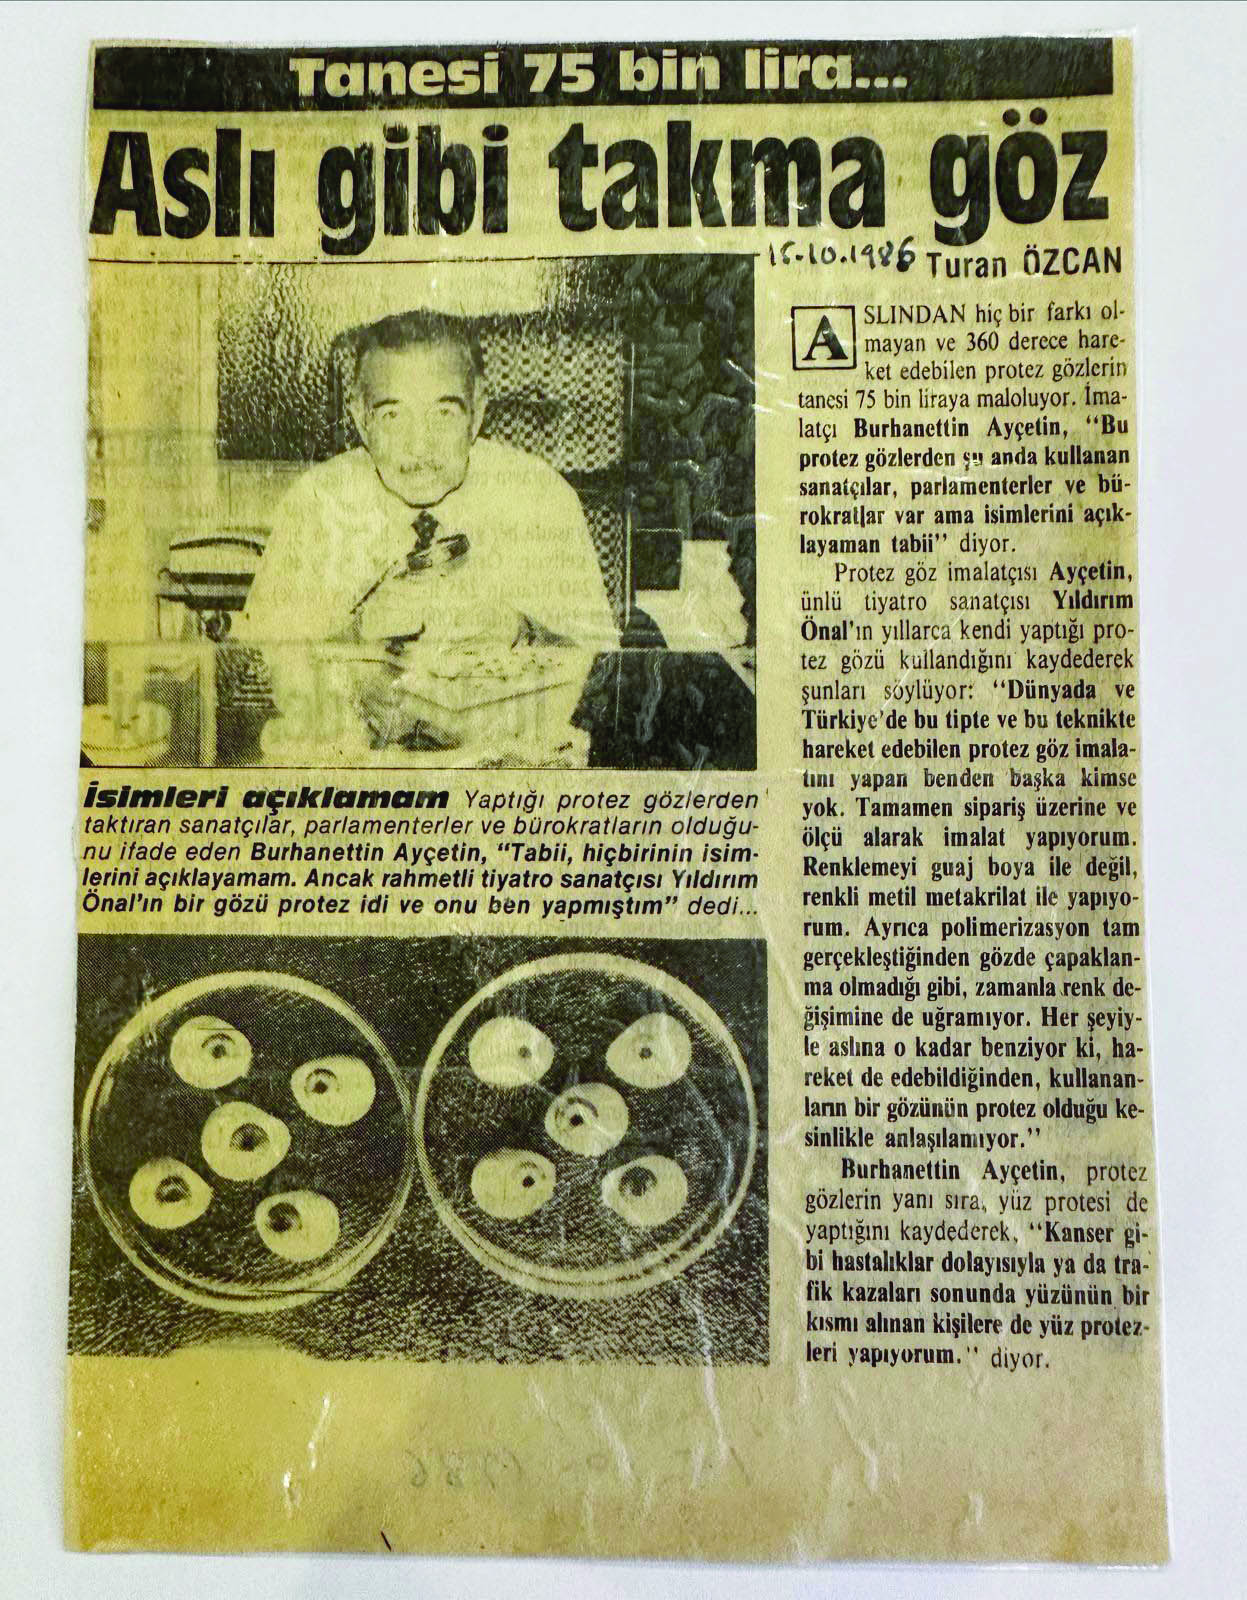 Tanesi 75 bin lira...
Aslı gibi takma göz
15.10.1986 Turan ÖZCAN
ASLINDAN hiç bir farkı ol-
mayan ve 360 derece hare-
ket edebilen protez gözlerin
tanesi 75 bin liraya maloluyor. İma-
latçı Burhanettin Ayçetin, “Bu
protez gözlerden şu anda kullanan
sanatçılar, parlamenterler ve bü-
rokratlar var ama isimlerini açık-
layaman tabii” diyor.
Protez göz imalatçısı Ayçetin,
ünlü tiyatro sanatçısı Yıldırım
Önal’ın yıllarca kendi yaptığı pro-
tez gözü kullandığını kaydederek
şunları söylüyor: “Dünyada ve
Türkiye’de bu tipte ve bu teknikte
hareket edebilen protez göz imala-
tını yapan benden başka kimse
yok. Tamamen sipariş üzerine ve
ölçü alarak imalat yapıyorum.
Renklemeyi guaj boya ile değil,
renkli metil metakrilat ile yapıyo-
rum. Ayrıca polimerizasyon tam
gerçekleştiğinden gözde çapaklan-
ma olmadığı gibi, zamanla renk de-
ğişimine de uğramıyor. Her şeyiy-
le aslına o kadar benziyor ki, ha-
reket de edebildiğinden, kullanan-
ların bir gözünün protez olduğu ke-
sinlikle anlaşılamıyor.”
Burhanettin Ayçetin, protez
gözlerin yanı sıra, yüz protesi de
yaptığını kaydederek, “Kanser gi-
bi hastalıklar dolayısıyla ya da tra-
fik kazaları sonunda yüzünün bir
kısmı alınan kişilere de yüz protez-
leri yapıyorum.” diyor.
İsimleri açıklamam Yaptığı protez gözlerden
taktıran sanatçılar, parlamenterler ve bürokratların olduğu-
nu ifade eden Burhanettin Ayçetin, “Tabii, hiçbirinin isim-
lerini açıklayamam. Ancak rahmetli tiyatro sanatçısı Yıldırım
Önal’ın bir gözü protez idi ve onu ben yapmıştım” dedi...